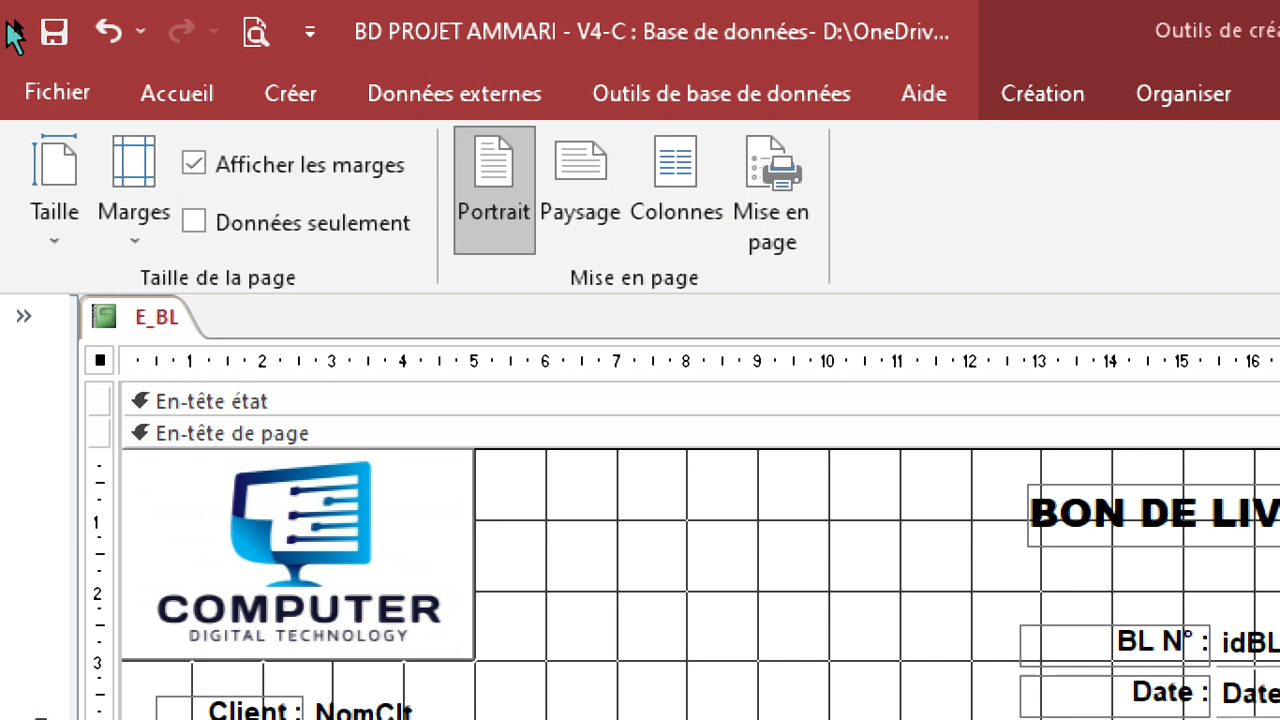 BD PROJET AMMARI - V4-C : Base de données- D:\OneDriv...
Outils de créa
Fichier Accueil Créer Données externes Outils de base de données Aide Création Organiser
Afficher les marges
Données seulement
Taille Marges Portrait Paysage Colonnes Mise en page
Taille de la page Mise en page
E_BL
1 2 3 4 5 6 7 8 9 10 11 12 13 14 15 16
En-tête état
En-tête de page
1
2
3
COMPUTER
DIGITAL TECHNOLOGY
BON DE LIV
BL N° : idBL
Date : Date
Client : NomClt